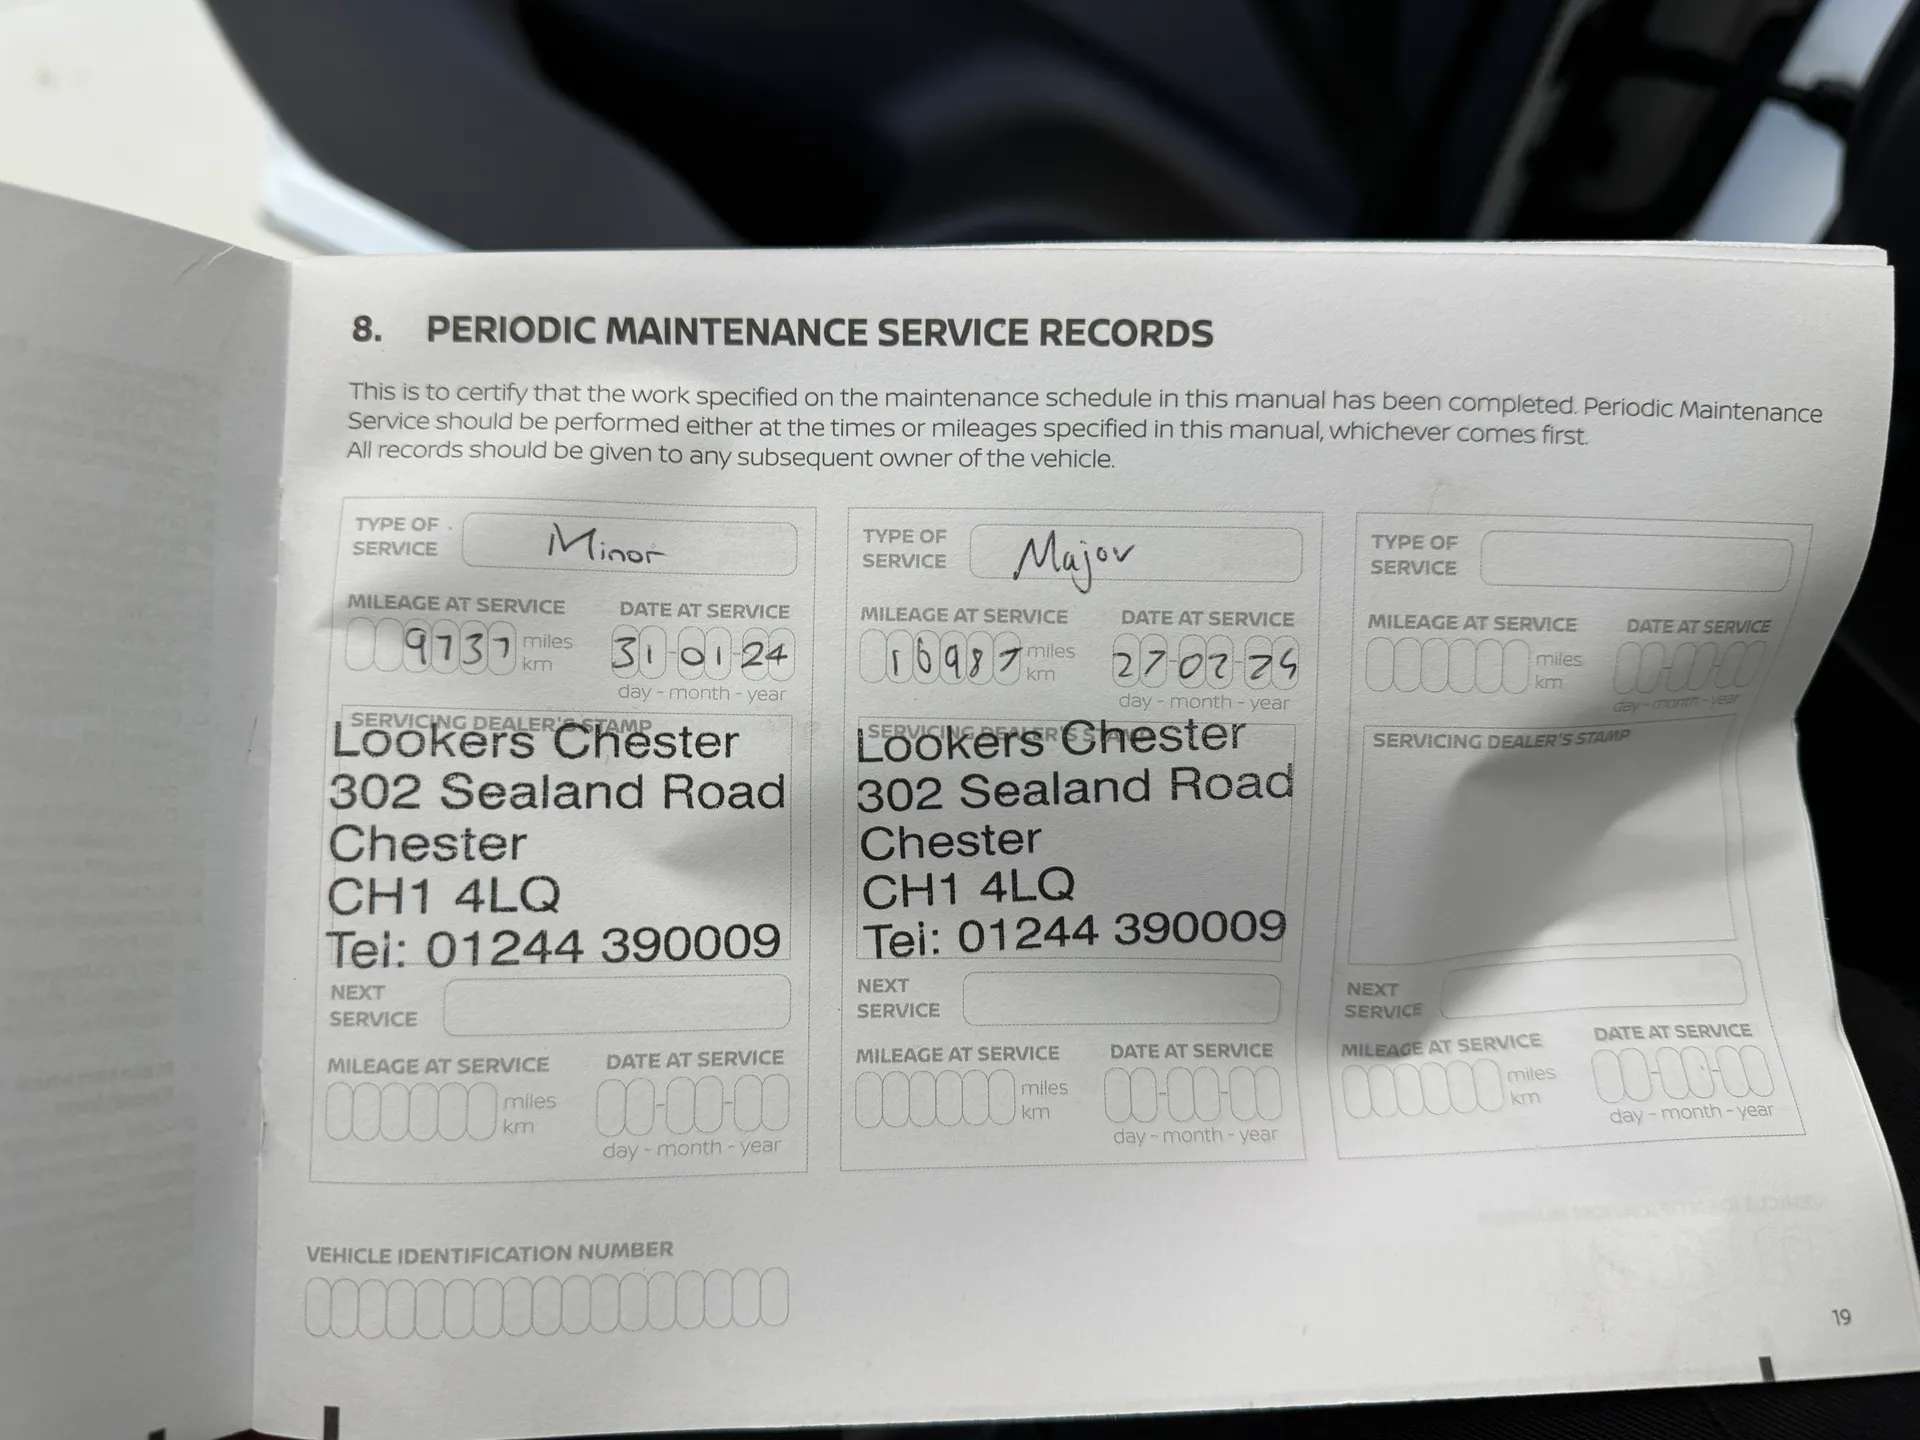 8. PERIODIC MAINTENANCE SERVICE RECORDS
This is to certify that the work specified on the maintenance schedule in this manual has been completed. Periodic Maintenance
Service should be performed either at the times or mileages specified in this manual, whichever comes first.
All records should be given to any subsequent owner of the vehicle.
TYPE OF
SERVICE
Minor
MILEAGE AT SERVICE
9737
miles
km
DATE AT SERVICE
31-01-24
day - month - year
SERVICING DEALER'S STAMP
Lookers Chester
302 Sealand Road
Chester
CH1 4LQ
Tel: 01244 390009
NEXT
SERVICE
MILEAGE AT SERVICE
miles
km
DATE AT SERVICE
day - month - year
TYPE OF
SERVICE
Major
MILEAGE AT SERVICE
16987
miles
km
DATE AT SERVICE
day - month - year
SERVICING DEALER'S STAMP
Lookers Chester
302 Sealand Road
Chester
CH1 4LQ
Tel: 01244 390009
NEXT
SERVICE
MILEAGE AT SERVICE
miles
km
DATE AT SERVICE
day - month - year
TYPE OF
SERVICE
MILEAGE AT SERVICE
miles
km
DATE AT SERVICE
day - month - year
SERVICING DEALER'S STAMP
NEXT
SERVICE
MILEAGE AT SERVICE
miles
km
DATE AT SERVICE
day - month - year
VEHICLE IDENTIFICATION NUMBER
19